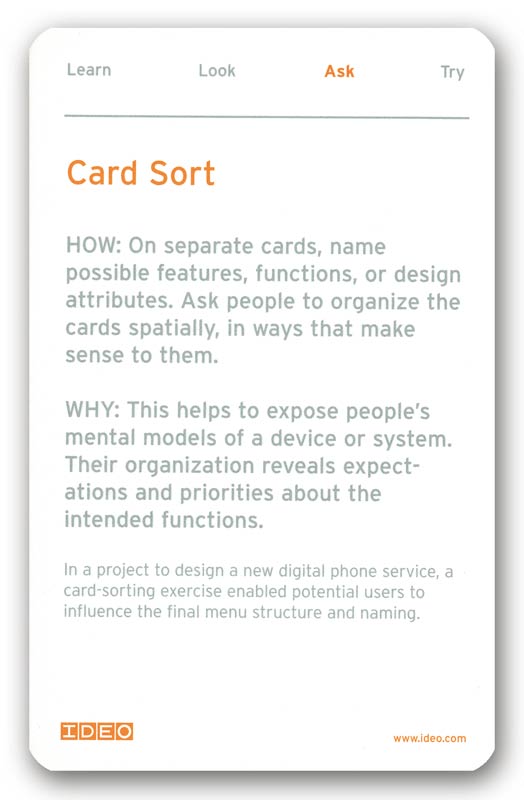 Learn Look Ask Try
Card Sort
HOW: On separate cards, name
possible features, functions, or design
attributes. Ask people to organize the
cards spatially, in ways that make
sense to them.
WHY: This helps to expose people's
mental models of a device or system.
Their organization reveals expect-
ations and priorities about the
intended functions.
In a project to design a new digital phone service, a
card-sorting exercise enabled potential users to
influence the final menu structure and naming.
IDEO www.ideo.com